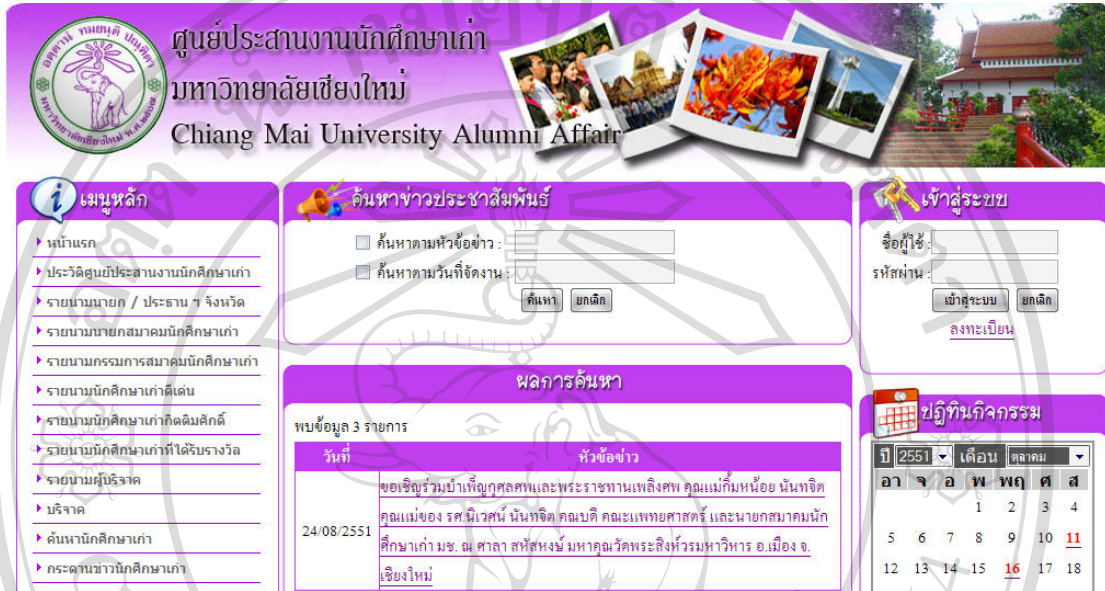 ศูนย์ประสานงานนักศึกษาเก่า
มหาวิทยาลัยเชียงใหม่
Chiang Mai University Alumni Affair
เมนูหลัก
หน้าแรก
ประวัติศูนย์ประสานงานนักศึกษาเก่า
รายนามนายก / ประธาน ฯ จังหวัด
รายนามนายกสมาคมนักศึกษาเก่า
รายนามกรรมการสมาคมนักศึกษาเก่า
รายนามนักศึกษาเก่าดีเด่น
รายนามนักศึกษาเก่ากิตติมศักดิ์
รายนามนักศึกษาเก่าที่ได้รับรางวัล
รายนามผู้บริจาค
บริจาค
ค้นหานักศึกษาเก่า
กระดานข่าวนักศึกษาเก่า
ค้นหาข่าวประชาสัมพันธ์
ค้นหาตามหัวข้อข่าว :
ค้นหาตามวันที่จัดงาน :
ค้นหา ยกเลิก
ผลการค้นหา
พบข้อมูล 3 รายการ
วันที่ หัวข้อข่าว
24/08/2551
ขอเชิญร่วมบำเพ็ญกุศลศพและพระราชทานเพลิงศพ คุณแม่กิ้มหน้อย นันทจิต
คุณแม่ของ รศ.นิเวศน์ นันทจิต คณบดี คณะแพทยศาสตร์ และนายกสมาคมนัก
ศึกษาเก่า มช. ณ ศาลา สหัสหงษ์ มหาคุณวัดพระสิงห์วรมหาวิหาร อ.เมือง จ.
เชียงใหม่
เข้าสู่ระบบ
ชื่อผู้ใช้ :
รหัสผ่าน :
เข้าสู่ระบบ ยกเลิก
ลงทะเบียน
ปฏิทินกิจกรรม
ปี 2551 เดือน ตุลาคม
อา จ อ พ พฤ ศ ส
1 2 3 4
5 6 7 8 9 10 11
12 13 14 15 16 17 18